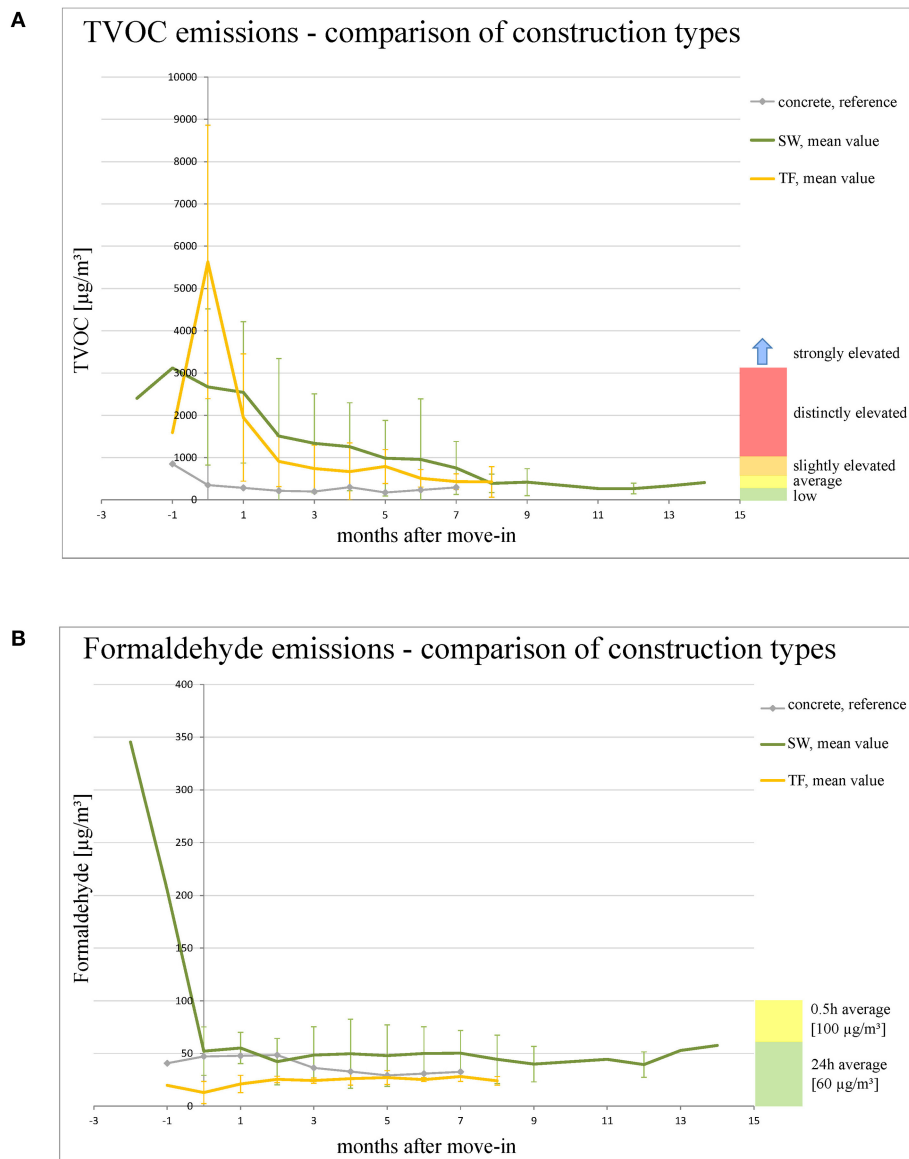 A
TVOC emissions - comparison of construction types
10000
9000
8000
7000
6000
5000
4000
3000
2000
1000
0
TVOC [µg/m³]
-3
-1
1
3
5
7
9
11
13
15
months after move-in
concrete, reference
SW, mean value
TF, mean value
strongly elevated
distinctly elevated
slightly elevated
average
low
B
Formaldehyde emissions - comparison of construction types
400
350
300
250
200
150
100
50
0
Formaldehyde [µg/m³]
-3
-1
1
3
5
7
9
11
13
15
months after move-in
concrete, reference
SW, mean value
TF, mean value
0.5h average
[100 µg/m³]
24h average
[60 µg/m³]